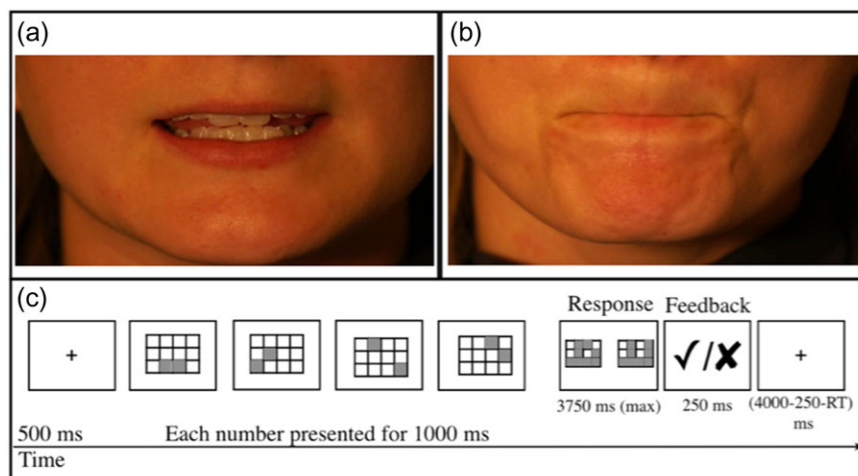 (a)
(b)
(c)
Response Feedback
+
✓/✘
+
3750 ms (max) 250 ms (4000-250-RT)
ms
500 ms Each number presented for 1000 ms
Time